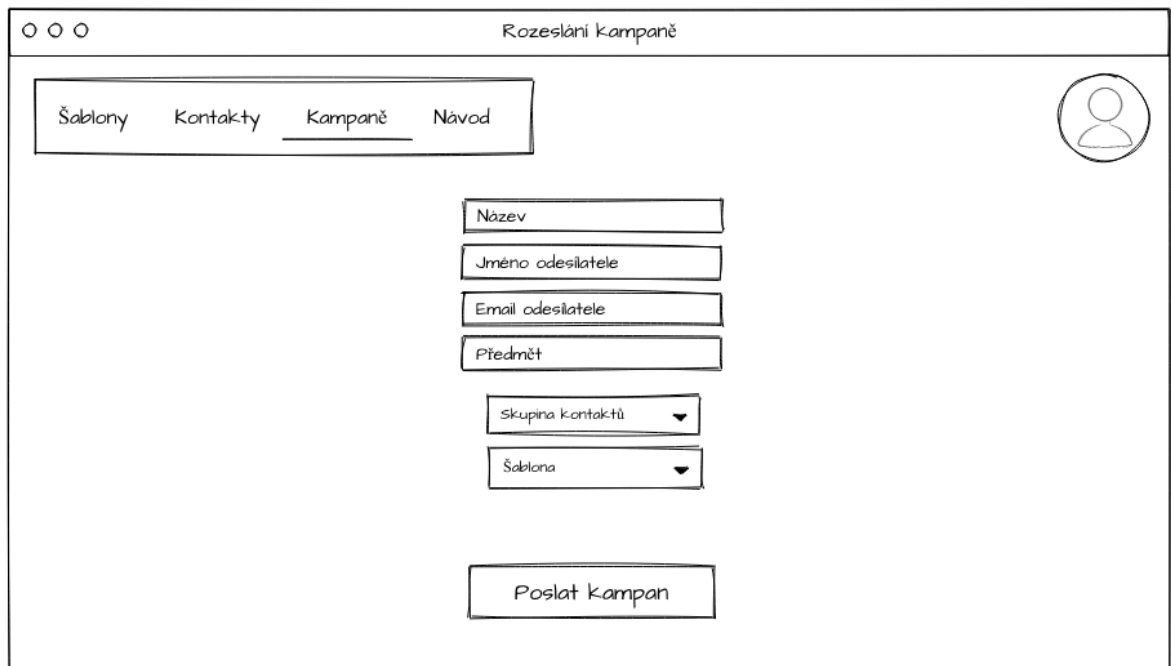 Rozeslání kampaně
Šablony Kontakty Kampaně Návod
Název
Jméno odesílatele
Email odesílatele
Předmět
Skupina kontaktů
Šablona
Poslat kampan